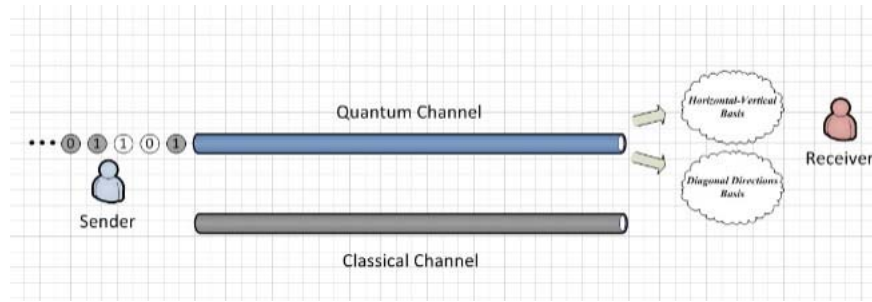 Quantum Channel
Horizontal-Vertical
Basis
••• 0 1 1 0 1
Receiver
Diagonal Directions
Basis
Sender
Classical Channel